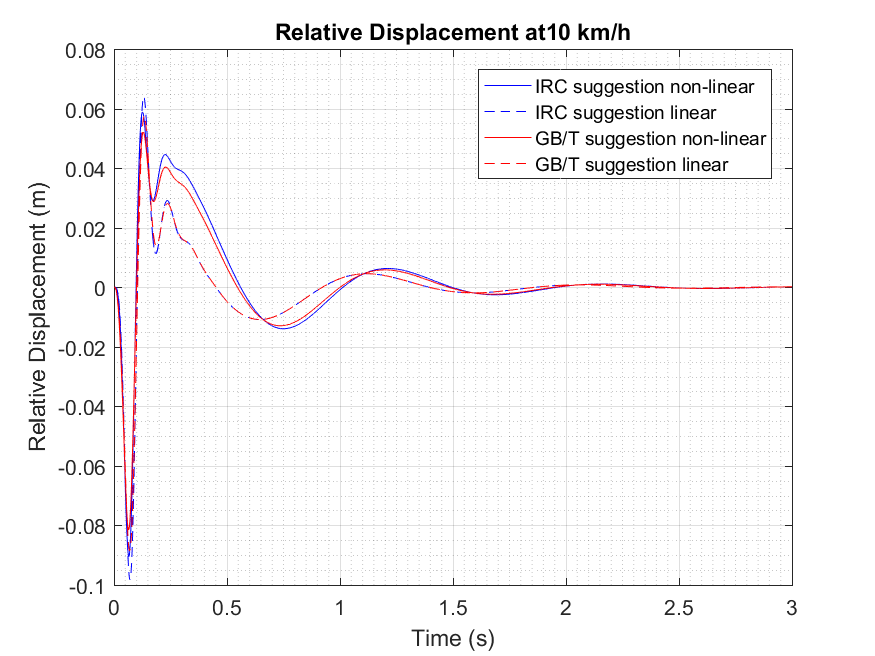 Relative Displacement at10 km/h
0.08
0.06
0.04
0.02
0
-0.02
-0.04
-0.06
-0.08
-0.1
Relative Displacement (m)
IRC suggestion non-linear
IRC suggestion linear
GB/T suggestion non-linear
GB/T suggestion linear
0 0.5 1 1.5 2 2.5 3
Time (s)